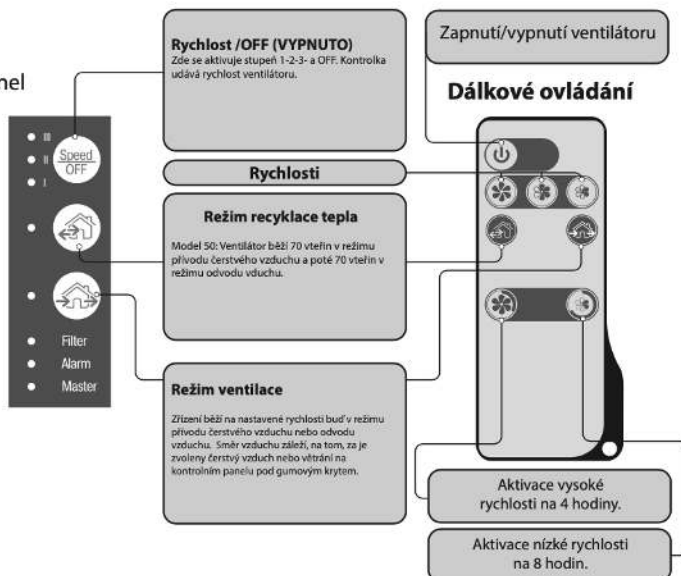 nel
III
II
I
Speed
OFF
Filter
Alarm
Master
Rychlost /OFF (VYPNUTO)
Zde se aktivuje stupeň 1-2-3- a OFF. Kontrolka
udává rychlost ventilátoru.
Rychlosti
Režim recyklace tepla
Model 50: Ventilátor běží 70 vteřin v režimu
přívodu čerstvého vzduchu a poté 70 vteřin v
režimu odvodu vduchu.
Režim ventilace
Zřízení běží na nastavené rychlosti buď v režimu
přívodu čerstvého vzduchu nebo odvodu
vzduchu. Směr vzduchu záleží, na tom, za je
zvoleny čerstvý vzduch nebo větrání na
kontrolním panelu pod gumovým krytem.
Zapnutí/vypnutí ventilátoru
Dálkové ovládání
Aktivace vysoké
rychlosti na 4 hodiny.
Aktivace nízké rychlosti
na 8 hodin.